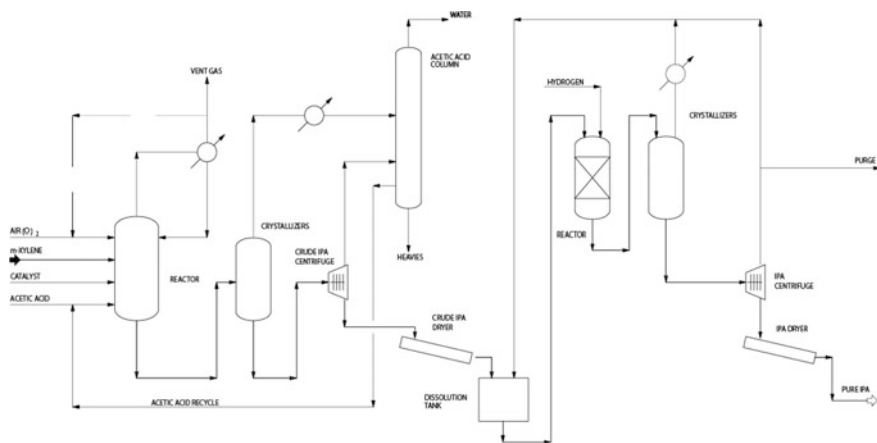 WATER
ACETIC ACID
COLUMN
VENT GAS
HYDROGEN
CRYSTALLIZERS
PURGE
AIR (O)2
m-XYLENE
CATALYST
ACETIC ACID
REACTOR
CRYSTALLIZERS
CRUDE IPA
CENTRIFUGE
HEAVIES
REACTOR
IPA
CENTRIFUGE
CRUDE IPA
DRYER
IPA DRYER
ACETIC ACID RECYCLE
DISSOLUTION
TANK
PURE IPA